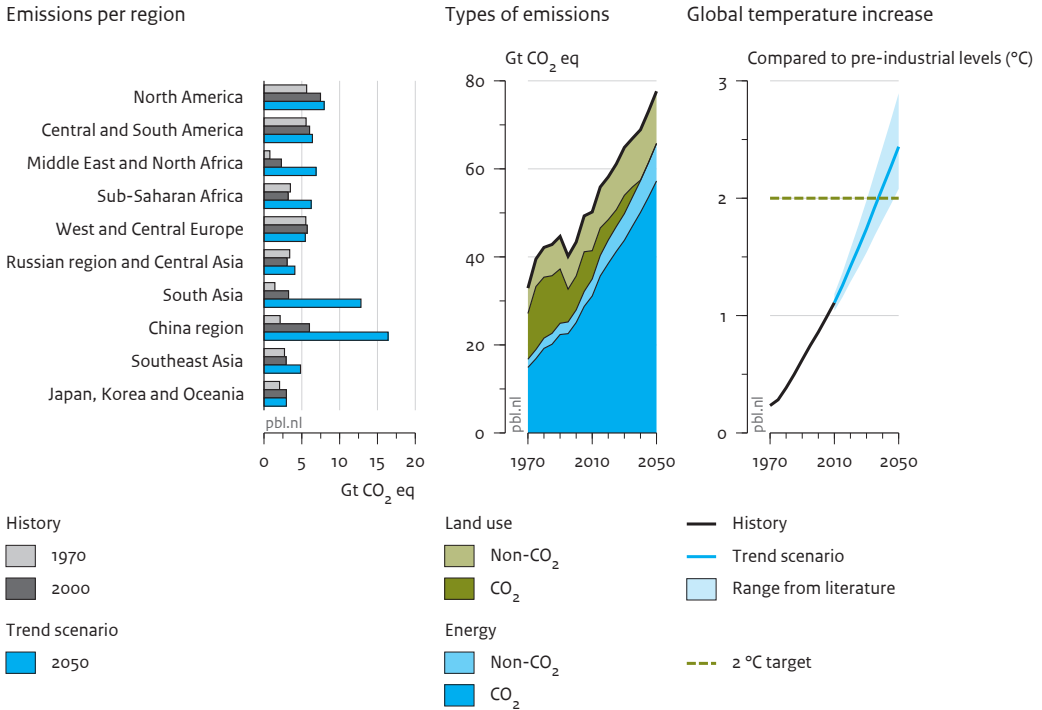 Emissions per region
Types of emissions
Global temperature increase
North America
Central and South America
Middle East and North Africa
Sub-Saharan Africa
West and Central Europe
Russian region and Central Asia
South Asia
China region
Southeast Asia
Japan, Korea and Oceania
pbl.nl
0 5 10 15 20
Gt CO2 eq
Gt CO2 eq
80
60
40
20
0
pbl.nl
1970 2010 2050
Compared to pre-industrial levels (°C)
3
2
1
0
pbl.nl
1970 2010 2050
History
1970
2000
Trend scenario
2050
Land use
Non-CO2
CO2
Energy
Non-CO2
CO2
History
Trend scenario
Range from literature
2 °C target